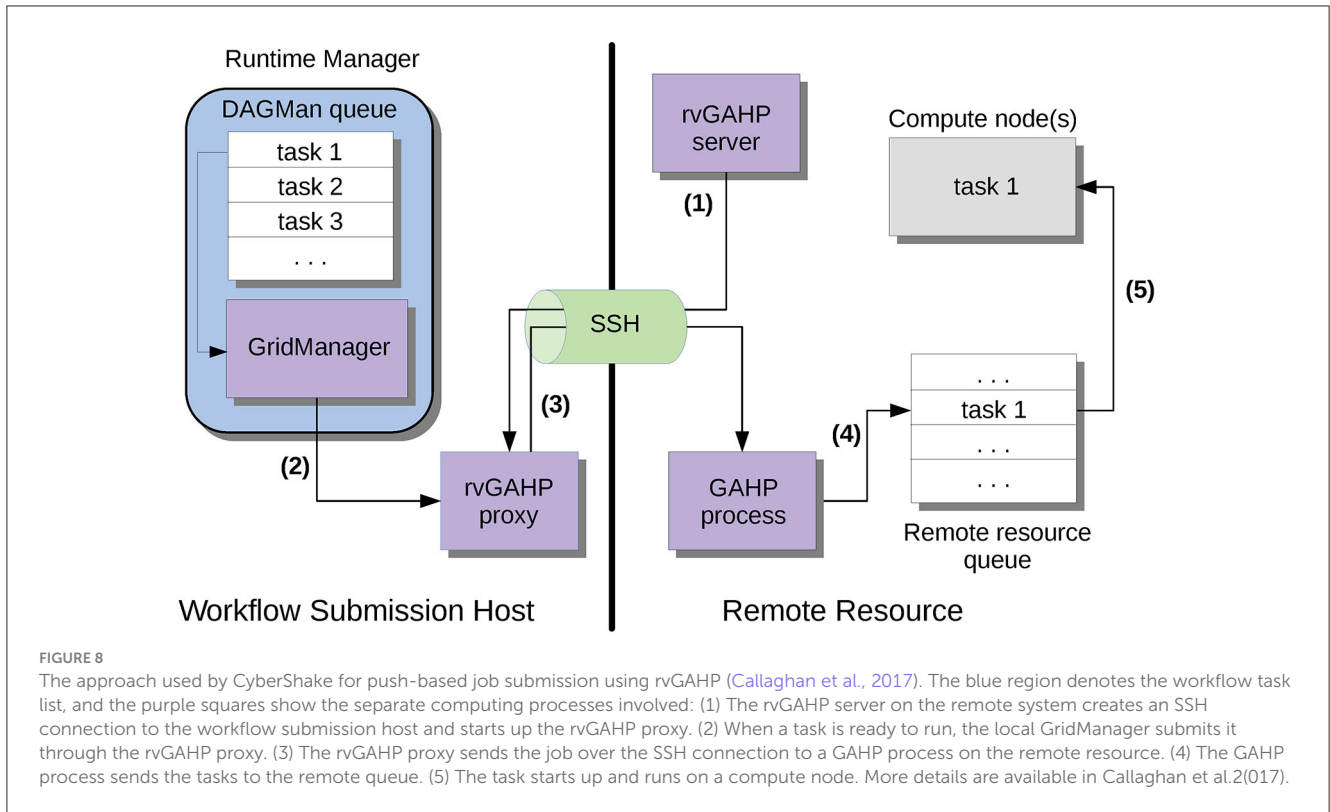 Runtime Manager
DAGMan queue
task 1
task 2
task 3
. . .
GridManager
(2)
rvGAHP
proxy
(3)
SSH
rvGAHP
server
(1)
GAHP
process
(4)
Compute node(s)
task 1
(5)
. . .
task 1
. . .
. . .
Remote resource
queue
Workflow Submission Host
Remote Resource
FIGURE 8
The approach used by CyberShake for push-based job submission using rvGAHP (Callaghan et al., 2017). The blue region denotes the workflow task
list, and the purple squares show the separate computing processes involved: (1) The rvGAHP server on the remote system creates an SSH
connection to the workflow submission host and starts up the rvGAHP proxy. (2) When a task is ready to run, the local GridManager submits it
through the rvGAHP proxy. (3) The rvGAHP proxy sends the job over the SSH connection to a GAHP process on the remote resource. (4) The GAHP
process sends the tasks to the remote queue. (5) The task starts up and runs on a compute node. More details are available in Callaghan et al.2(017).